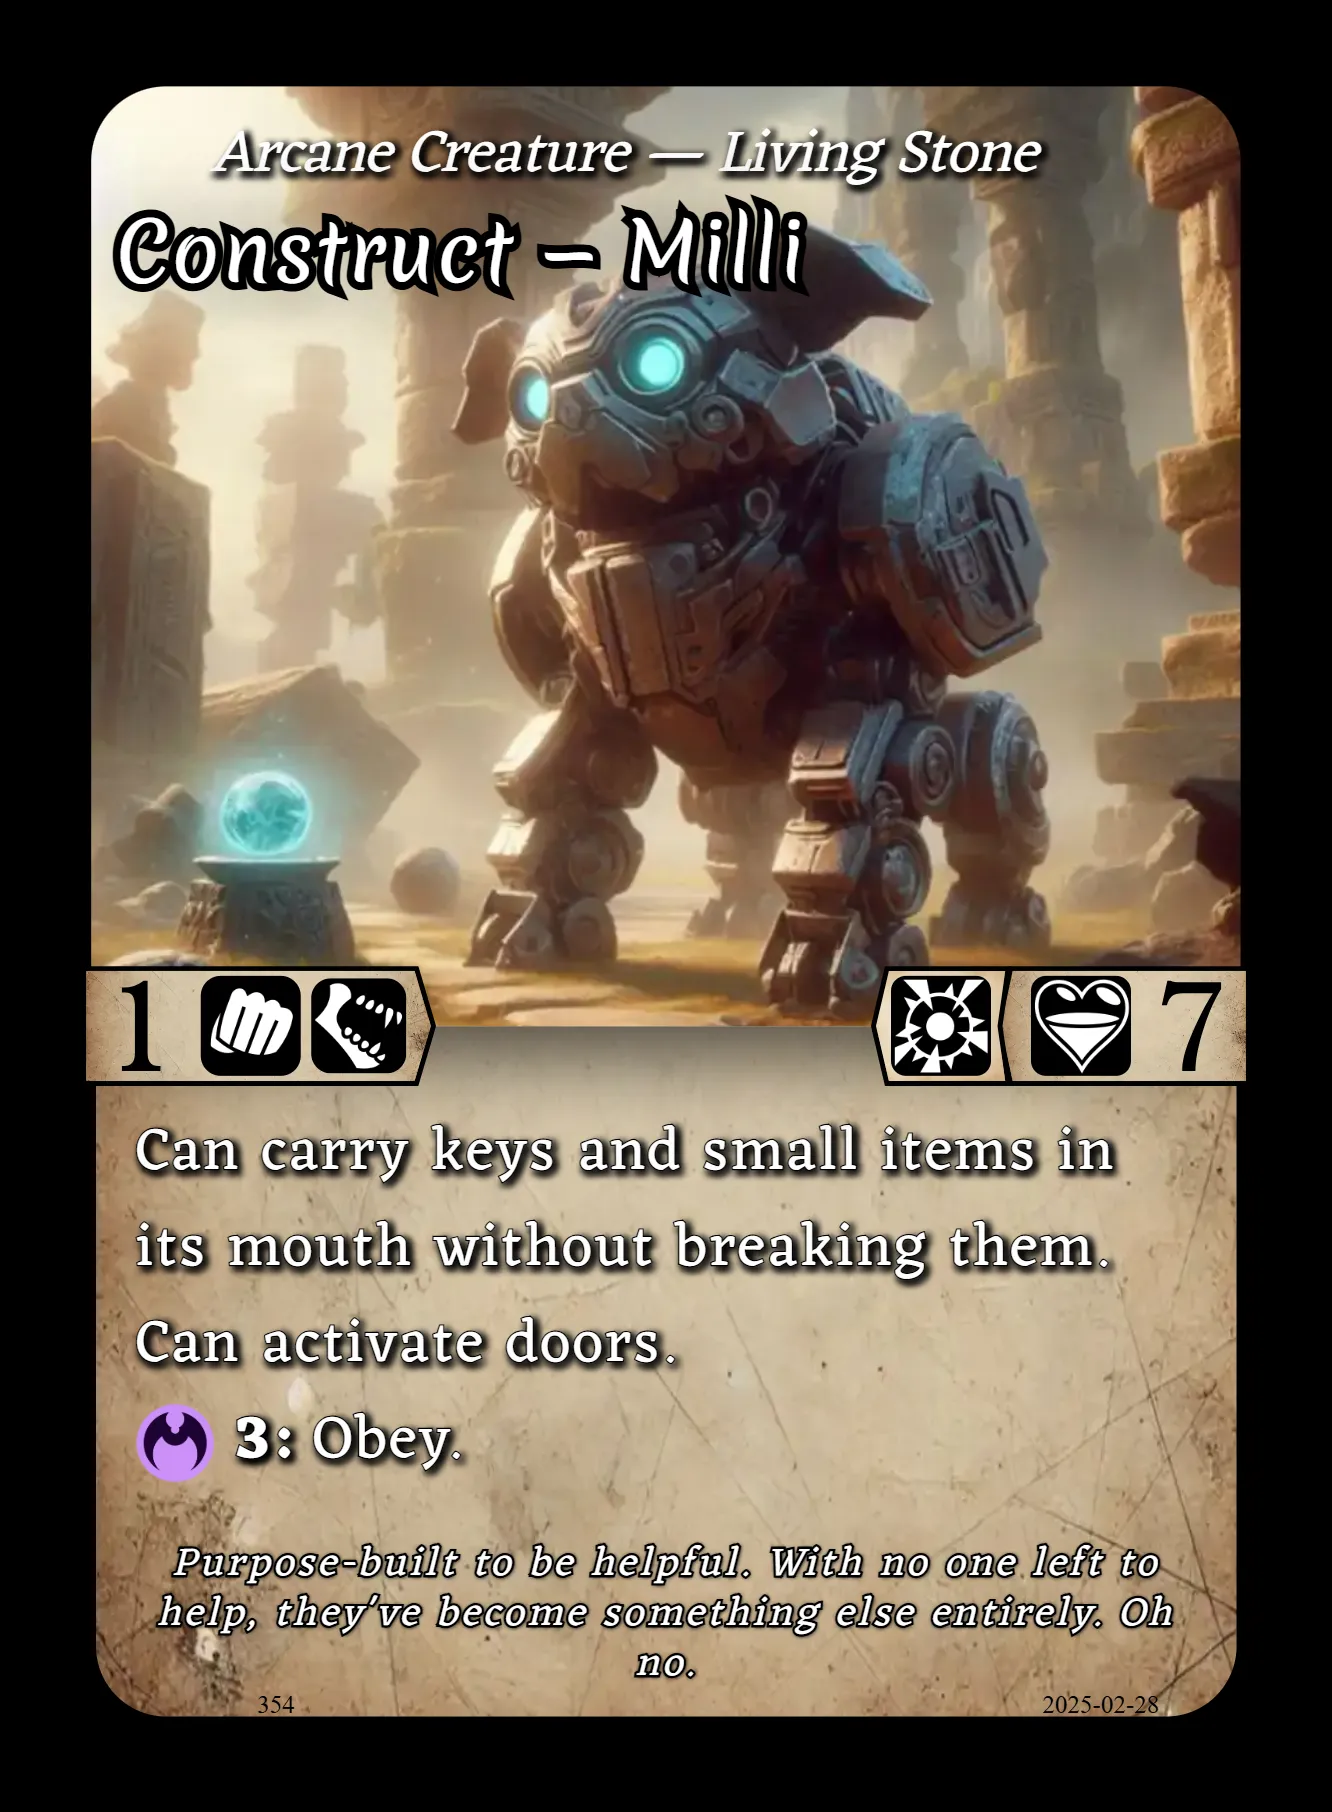 Arcane Creature — Living Stone
Construct – Milli
1
7
Can carry keys and small items in
its mouth without breaking them.
Can activate doors.
3: Obey.
Purpose-built to be helpful. With no one left to
help, they've become something else entirely. Oh
no.
354
2025-02-28